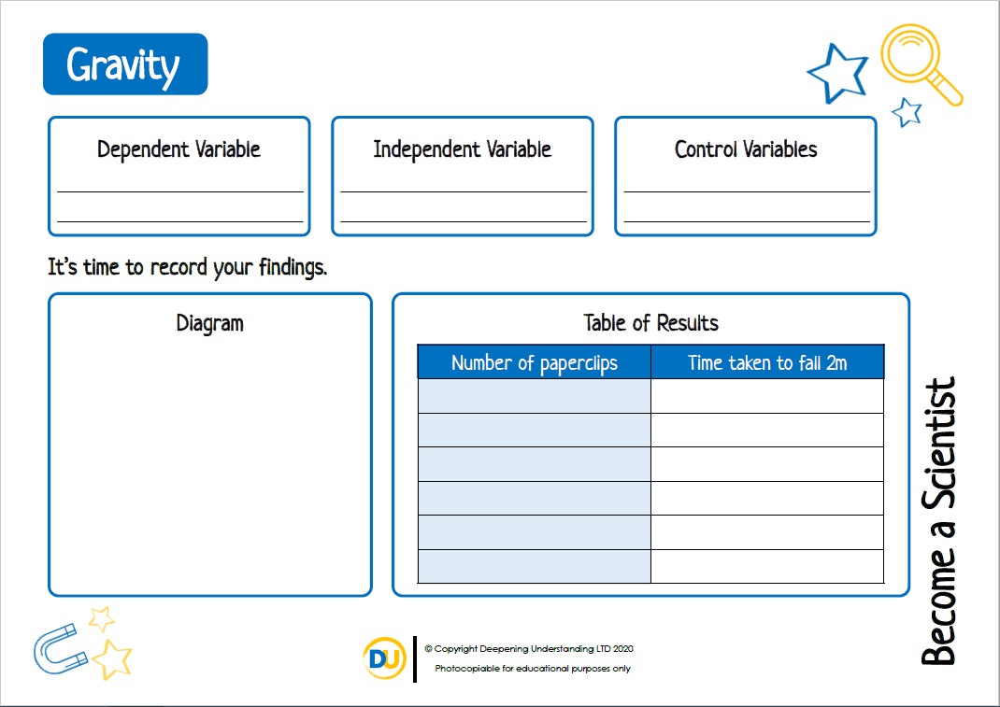 Gravity
Dependent Variable
Independent Variable
Control Variables
It's time to record your findings.
Diagram
Table of Results
Number of paperclips
Time taken to fall 2m
Become a Scientist
DU
© Copyright Deepening Understanding LTD 2020
Photocopiable for educational purposes only